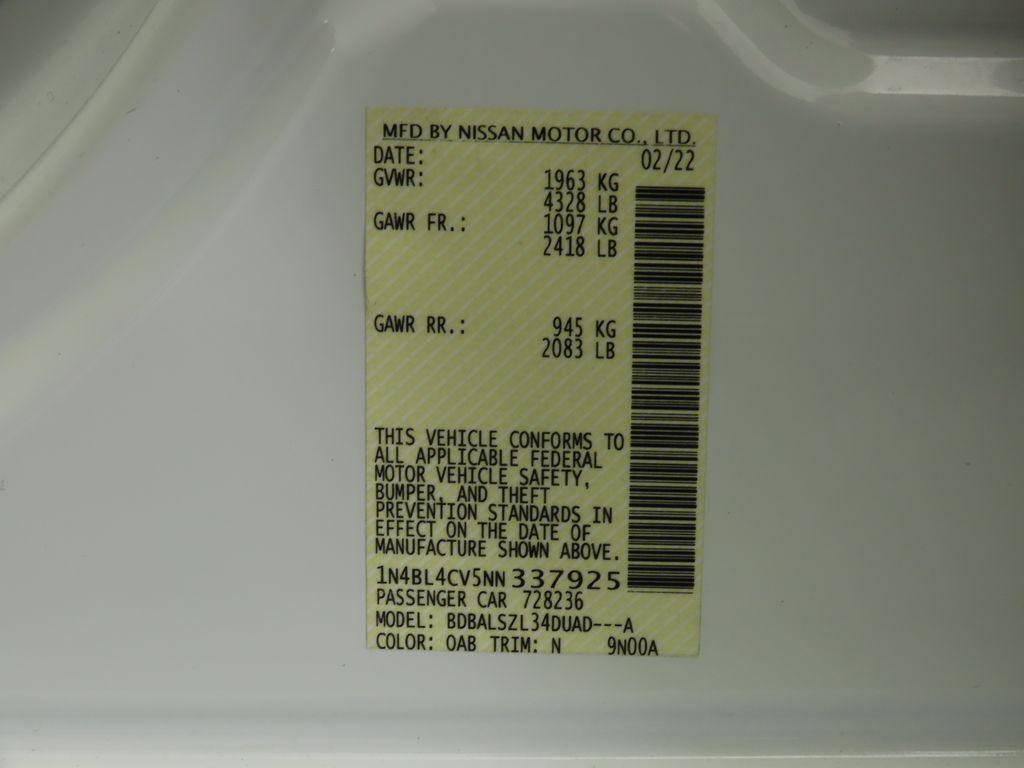 MFD BY NISSAN MOTOR CO., LTD.
DATE: 02/22
GVWR: 1963 KG
4328 LB
GAWR FR.: 1097 KG
2418 LB
GAWR RR.: 945 KG
2083 LB
THIS VEHICLE CONFORMS TO
ALL APPLICABLE FEDERAL
MOTOR VEHICLE SAFETY,
BUMPER, AND THEFT
PREVENTION STANDARDS IN
EFFECT ON THE DATE OF
MANUFACTURE SHOWN ABOVE.
1N4BL4CV5NN337925
PASSENGER CAR 728236
MODEL: BDBALSZL34DUAD---A
COLOR: QAB TRIM: N 9N00A